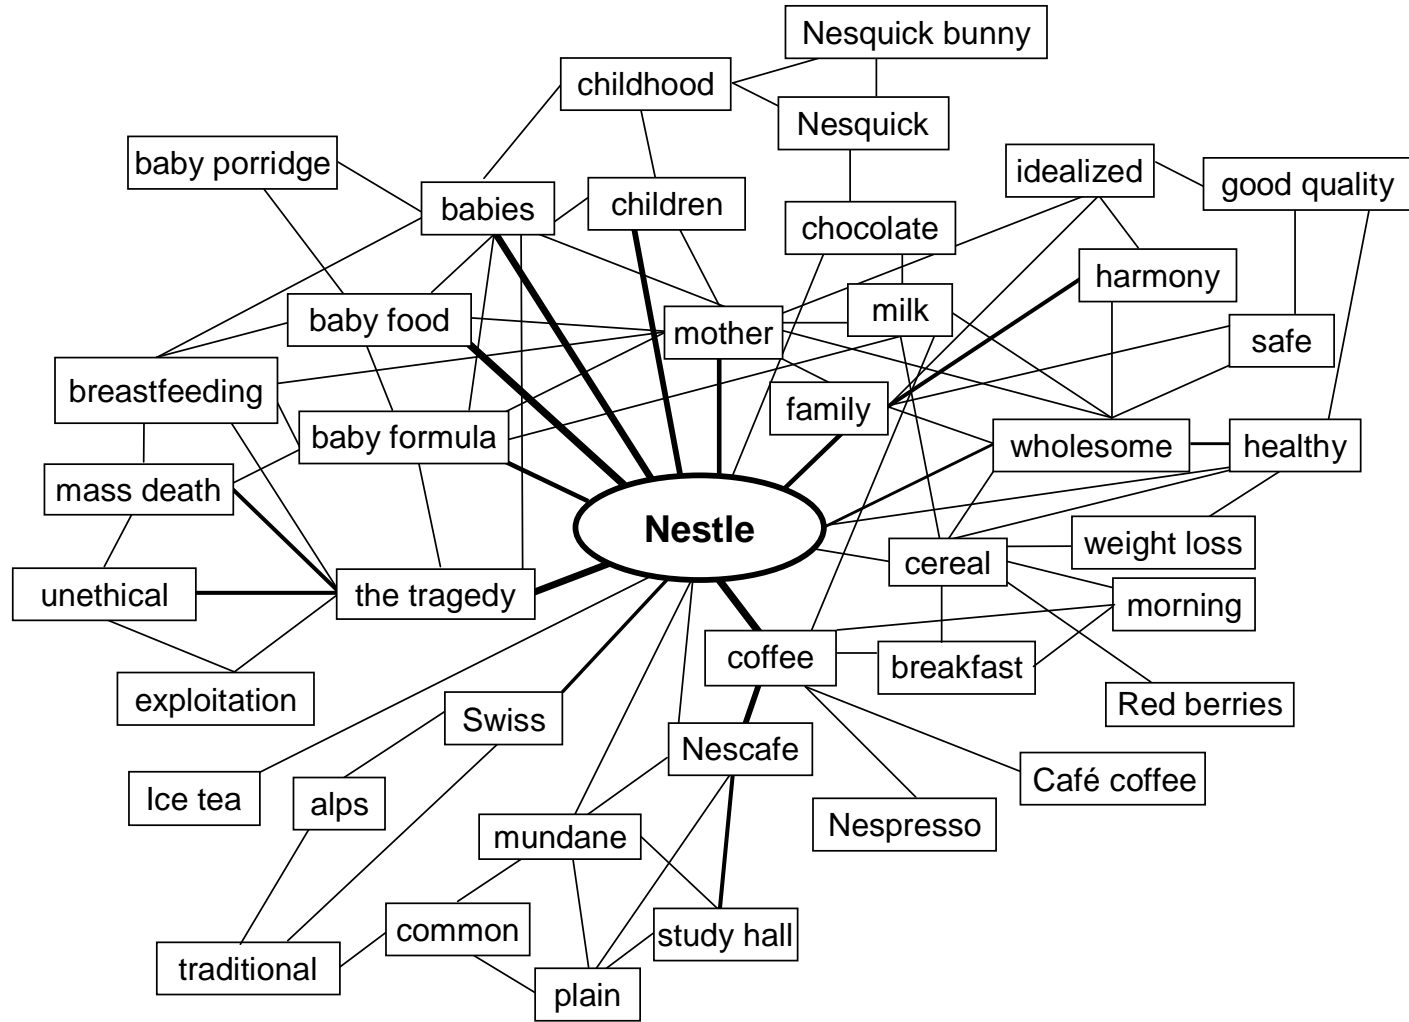 Nesquick bunny
childhood
Nesquick
baby porridge
idealized
good quality
babies
children
chocolate
harmony
baby food
mother
milk
safe
breastfeeding
family
baby formula
wholesome
healthy
mass death
Nestle
weight loss
cereal
unethical
the tragedy
morning
coffee
breakfast
exploitation
Swiss
Red berries
Nescafe
Café coffee
Ice tea
alps
Nespresso
mundane
common
study hall
traditional
plain